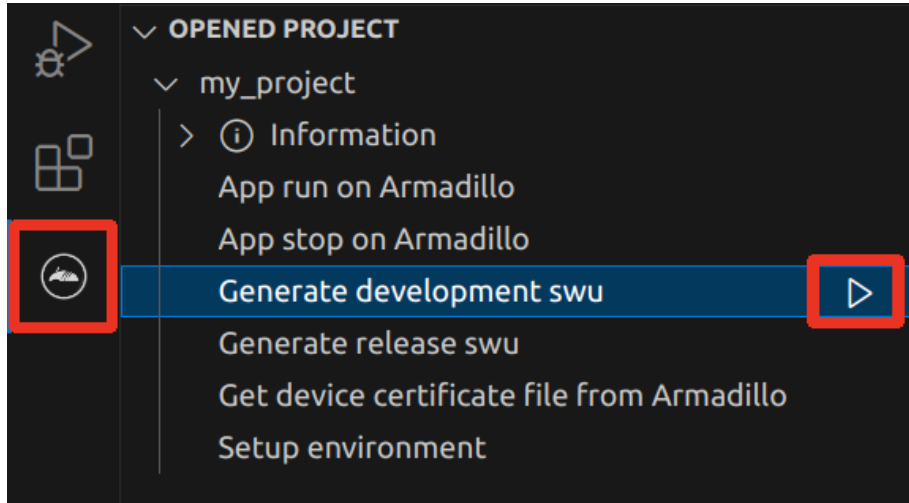 OPENED PROJECT
my_project
Information
App run on Armadillo
App stop on Armadillo
Generate development swu
Generate release swu
Get device certificate file from Armadillo
Setup environment